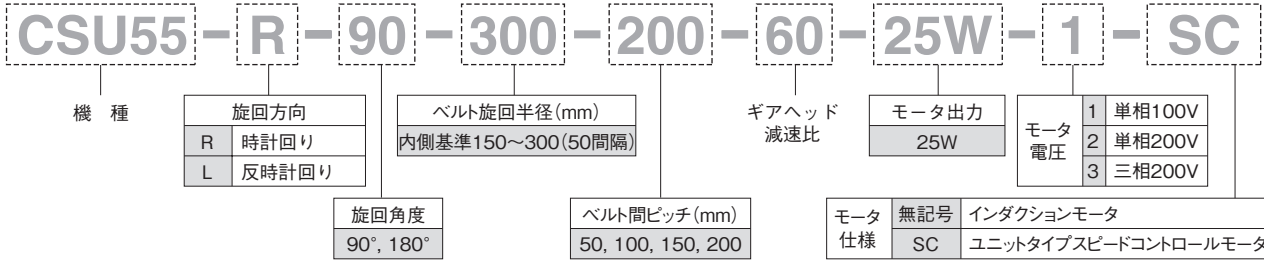 CSU55-R-90-300-200-60-25W-1-SC
機 種
旋回方向
R 時計回り
L 反時計回り
ベルト旋回半径(mm)
内側基準150～300(50間隔)
ギアヘッド
減速比
モータ出力
25W
モータ
電圧
1 単相100V
2 単相200V
3 三相200V
旋回角度
90°, 180°
ベルト間ピッチ(mm)
50, 100, 150, 200
モータ
仕様
無記号 インダクションモータ
SC ユニットタイプスピードコントロールモータ